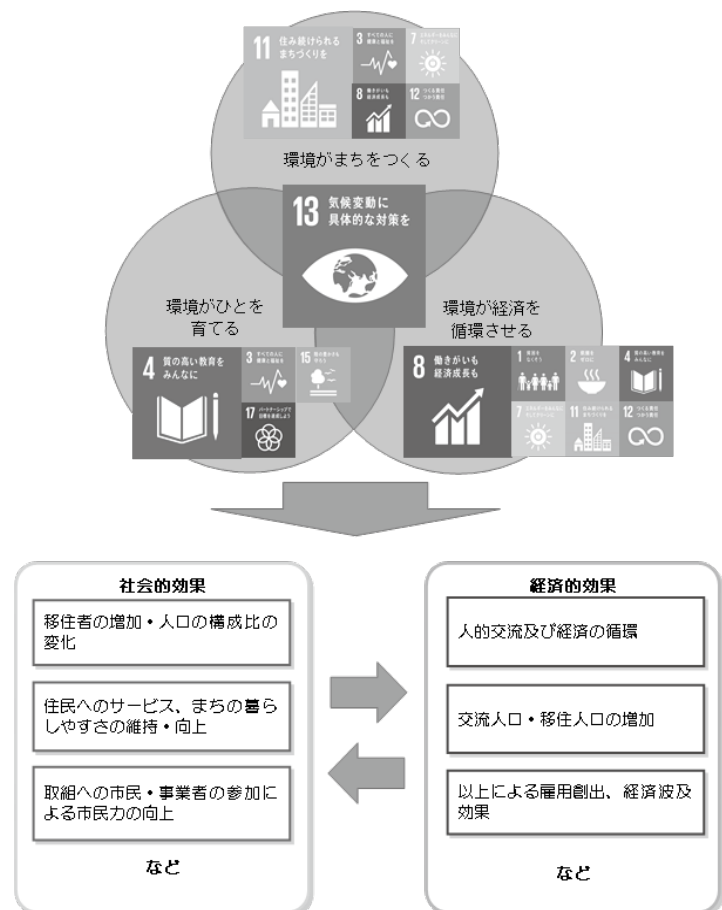 11 住み続けられる
まちづくりを
3 すべての人に
健康と福祉を
7 エネルギーをみんなに
そしてクリーンに
8 働きがいも
経済成長も
12 つくる責任
つかう責任
環境がまちをつくる
13 気候変動に
具体的な対策を
環境がひとを
育てる
4 質の高い教育を
みんなに
3 すべての人に
健康と福祉を
15 陸の豊かさも
守ろう
17 パートナーシップで
目標を達成しよう
環境が経済を
循環させる
8 働きがいも
経済成長も
1 貧困を
なくそう
2 飢餓を
ゼロに
4 質の高い教育を
みんなに
7 エネルギーをみんなに
そしてクリーンに
11 住み続けられる
まちづくりを
12 つくる責任
つかう責任
社会的効果
移住者の増加・人口の構成比の
変化
住民へのサービス、まちの暮ら
しやすさの維持・向上
取組への市民・事業者の参加に
よる市民力の向上
など
経済的効果
人的交流及び経済の循環
交流人口・移住人口の増加
以上による雇用創出、経済波及
効果
など